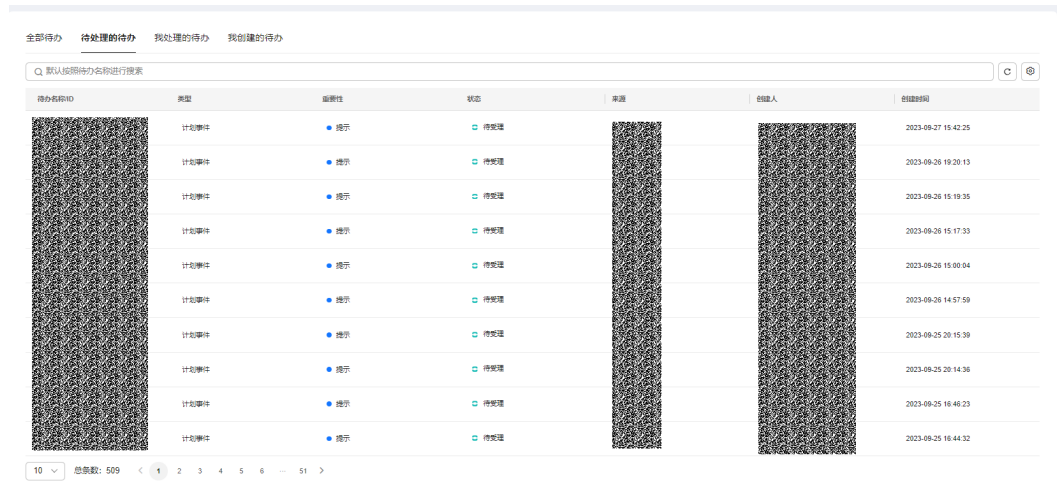 全部待办 待处理的待办 我处理的待办 我创建的待办
默认按照待办名称进行搜索
待办名称/ID 类型 重要性 状态 来源 创建人 创建时间
计划事件 提示 待受理 2023-09-27 15:42:25
计划事件 提示 待受理 2023-09-26 19:20:13
计划事件 提示 待受理 2023-09-26 15:19:35
计划事件 提示 待受理 2023-09-26 15:17:33
计划事件 提示 待受理 2023-09-26 15:00:04
计划事件 提示 待受理 2023-09-26 14:57:59
计划事件 提示 待受理 2023-09-25 20:15:39
计划事件 提示 待受理 2023-09-25 20:14:36
计划事件 提示 待受理 2023-09-25 16:46:23
计划事件 提示 待受理 2023-09-25 16:44:32
10 总条数: 509 < 1 2 3 4 5 6 ... 51 >